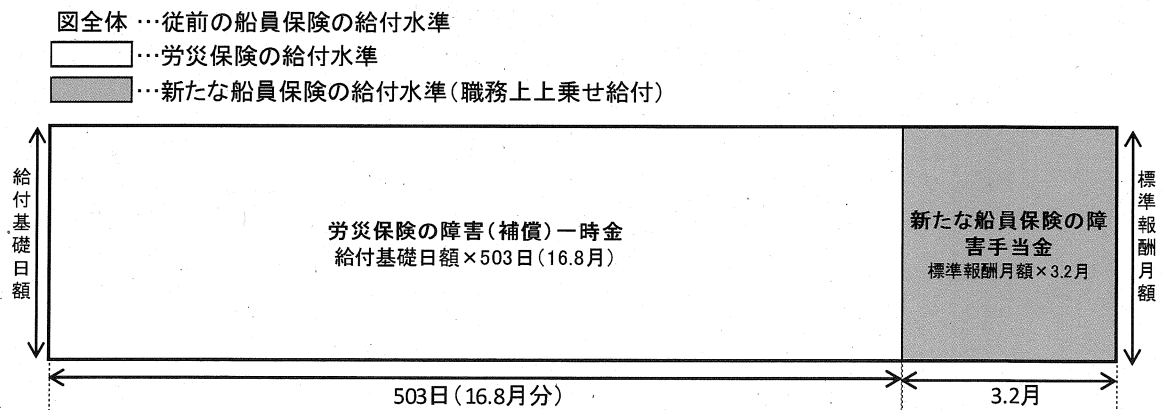 図全体 …従前の船員保険の給付水準
…労災保険の給付水準
…新たな船員保険の給付水準(職務上上乗せ給付)
給付基礎日額
労災保険の障害(補償)一時金
給付基礎日額×503日(16.8月)
新たな船員保険の障
害手当金
標準報酬月額×3.2月
標準報酬月額
503日(16.8月分)
3.2月